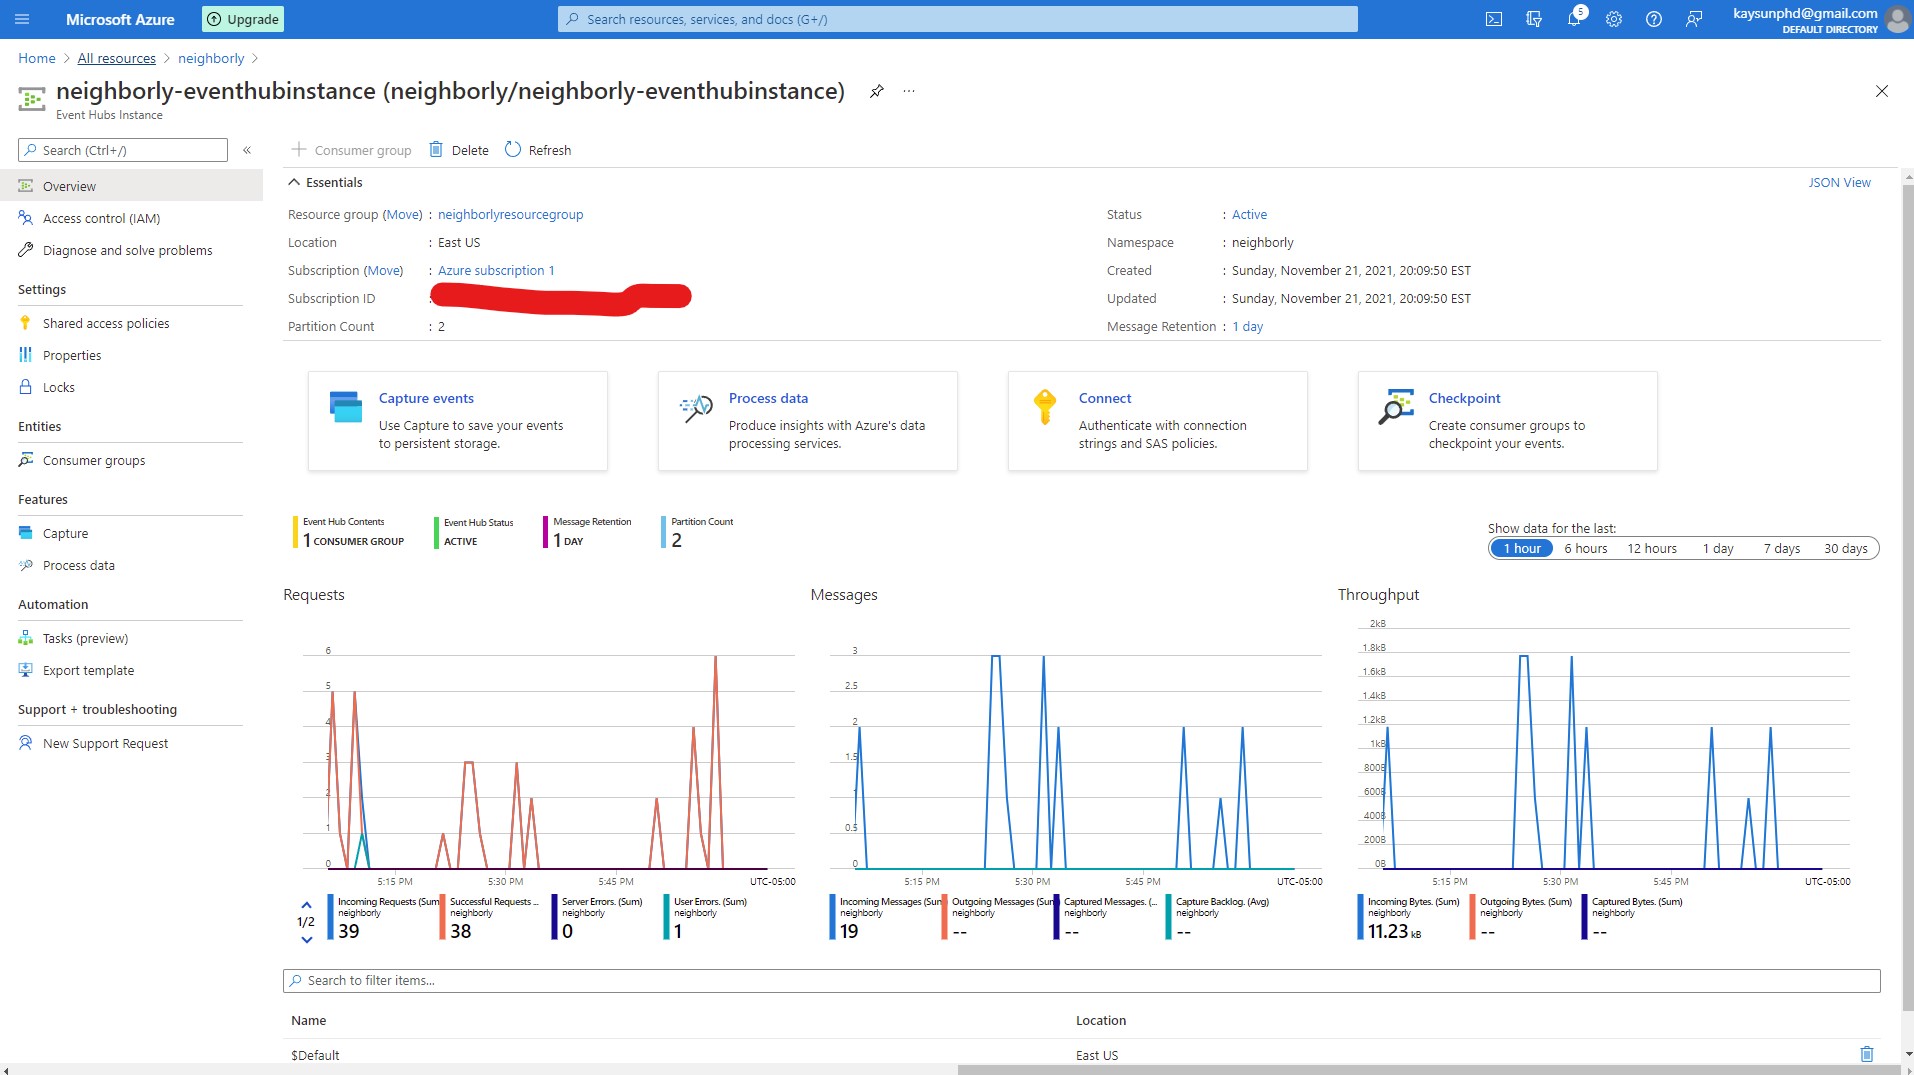 Microsoft Azure
Upgrade
Search resources, services, and docs (G+/)
5
kaysunphd@gmail.com
DEFAULT DIRECTORY
Home > All resources > neighborly >
neighborly-eventhubinstance (neighborly/neighborly-eventhubinstance)
...
Event Hubs Instance
Search (Ctrl+/)
«
Overview
Access control (IAM)
Diagnose and solve problems
Settings
Shared access policies
Properties
Locks
Entities
Consumer groups
Features
Capture
Process data
Automation
Tasks (preview)
Export template
Support + troubleshooting
New Support Request
Consumer group
Delete
Refresh
Essentials
JSON View
Resource group (Move) : neighborlyresourcegroup
Location : East US
Subscription (Move) : Azure subscription 1
Subscription ID :
Partition Count : 2
Status : Active
Namespace : neighborly
Created : Sunday, November 21, 2021, 20:09:50 EST
Updated : Sunday, November 21, 2021, 20:09:50 EST
Message Retention : 1 day
Capture events
Use Capture to save your events
to persistent storage.
Process data
Produce insights with Azure's data
processing services.
Connect
Authenticate with connection
strings and SAS policies.
Checkpoint
Create consumer groups to
checkpoint your events.
Event Hub Contents
1 CONSUMER GROUP
Event Hub Status
ACTIVE
Message Retention
1 DAY
Partition Count
2
Show data for the last:
1 hour 6 hours 12 hours 1 day 7 days 30 days
Requests
6
5
4
3
2
1
0
5:15 PM 5:30 PM 5:45 PM UTC-05:00
1/2
Incoming Requests (Sum)
neighborly
39
Successful Requests ...
neighborly
38
Server Errors. (Sum)
neighborly
0
User Errors. (Sum)
neighborly
1
Messages
3
2.5
2
1.5
1
0.5
0
5:15 PM 5:30 PM 5:45 PM UTC-05:00
Incoming Messages (Sum
neighborly
19
Outgoing Messages (Sum
neighborly
--
Captured Messages. (...
neighborly
--
Capture Backlog. (Avg)
neighborly
--
Throughput
2kB
1.8kB
1.6kB
1.4kB
1.2kB
1kB
800B
600B
400B
200B
0B
5:15 PM 5:30 PM 5:45 PM UTC-05:00
Incoming Bytes. (Sum)
neighborly
11.23 kB
Outgoing Bytes. (Sum)
neighborly
--
Captured Bytes. (Sum)
neighborly
--
Search to filter items...
Name Location
$Default East US